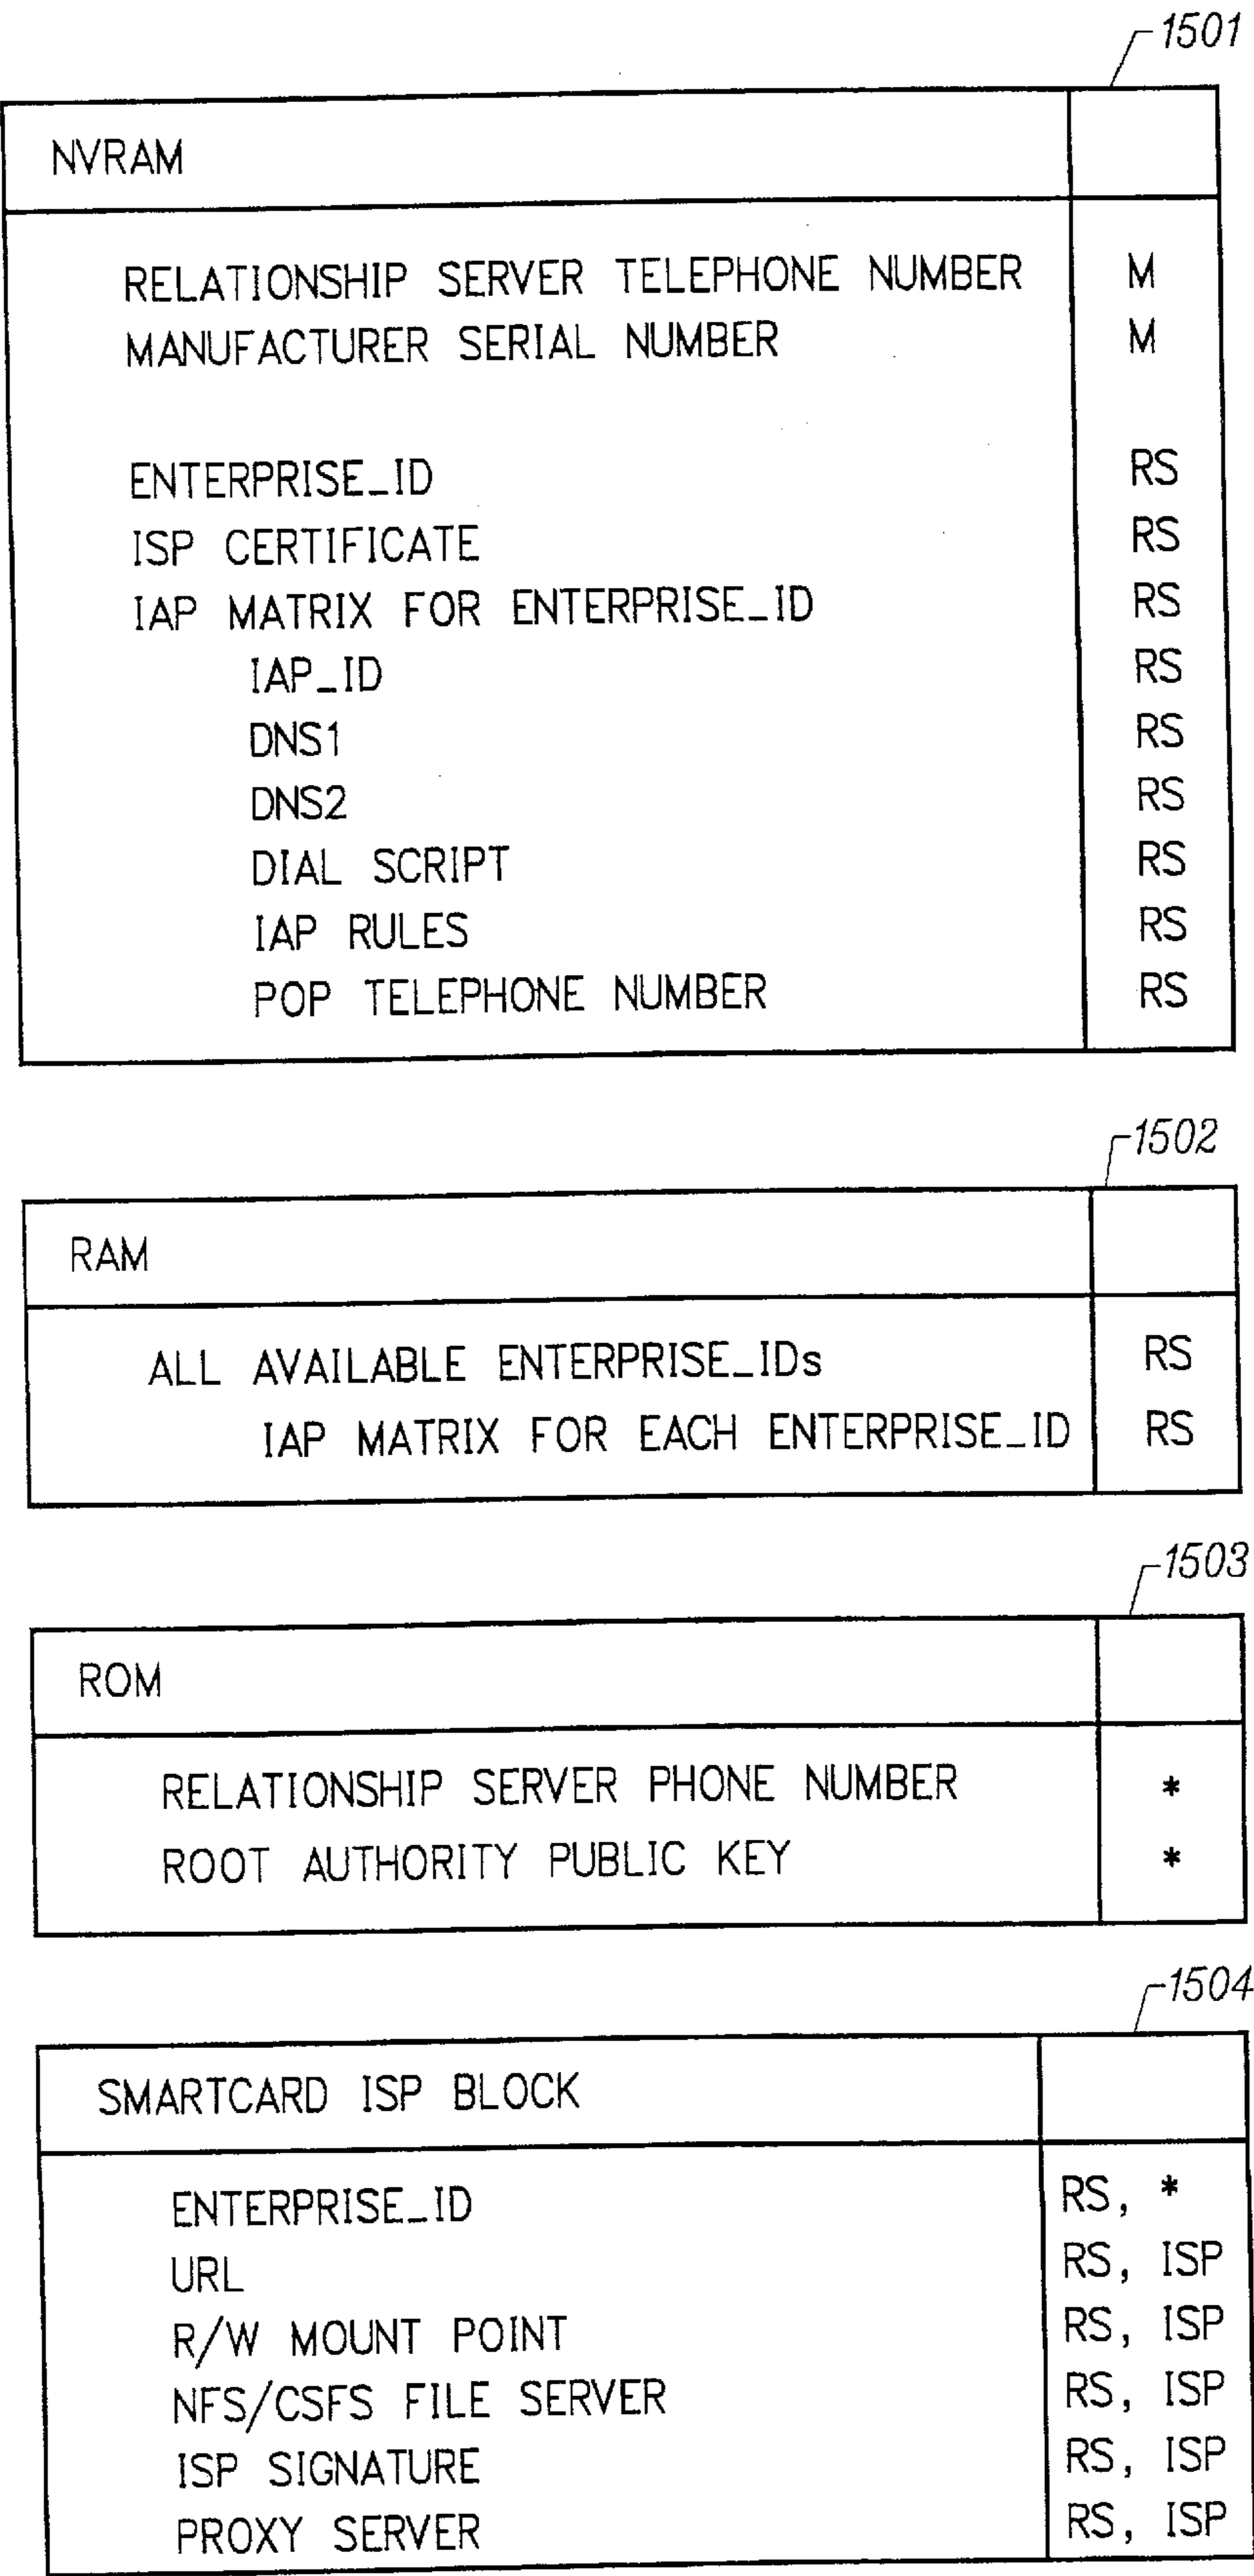 1501
NVRAM
RELATIONSHIP SERVER TELEPHONE NUMBER M
MANUFACTURER SERIAL NUMBER M
ENTERPRISE_ID RS
ISP CERTIFICATE RS
IAP MATRIX FOR ENTERPRISE_ID RS
IAP_ID RS
DNS1 RS
DNS2 RS
DIAL SCRIPT RS
IAP RULES RS
POP TELEPHONE NUMBER RS
1502
RAM
ALL AVAILABLE ENTERPRISE_IDs RS
IAP MATRIX FOR EACH ENTERPRISE_ID RS
1503
ROM
RELATIONSHIP SERVER PHONE NUMBER *
ROOT AUTHORITY PUBLIC KEY *
1504
SMARTCARD ISP BLOCK
ENTERPRISE_ID RS, *
URL RS, ISP
R/W MOUNT POINT RS, ISP
NFS/CSFS FILE SERVER RS, ISP
ISP SIGNATURE RS, ISP
PROXY SERVER RS, ISP